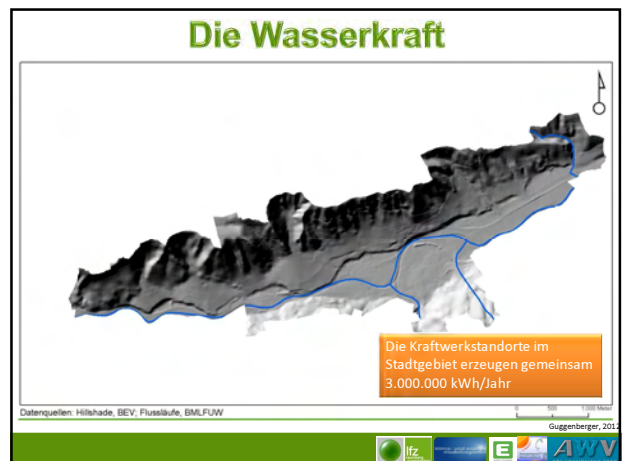 Die Wasserkraft
Die Kraftwerkstandorte im
Stadtgebiet erzeugen gemeinsam
3.000.000 kWh/Jahr
Datenquellen: Hillshade, BEV; Flussläufe, BMLFUW
0 500 1.000 Meter
Guggenberger, 2012
lfz
E
AWV